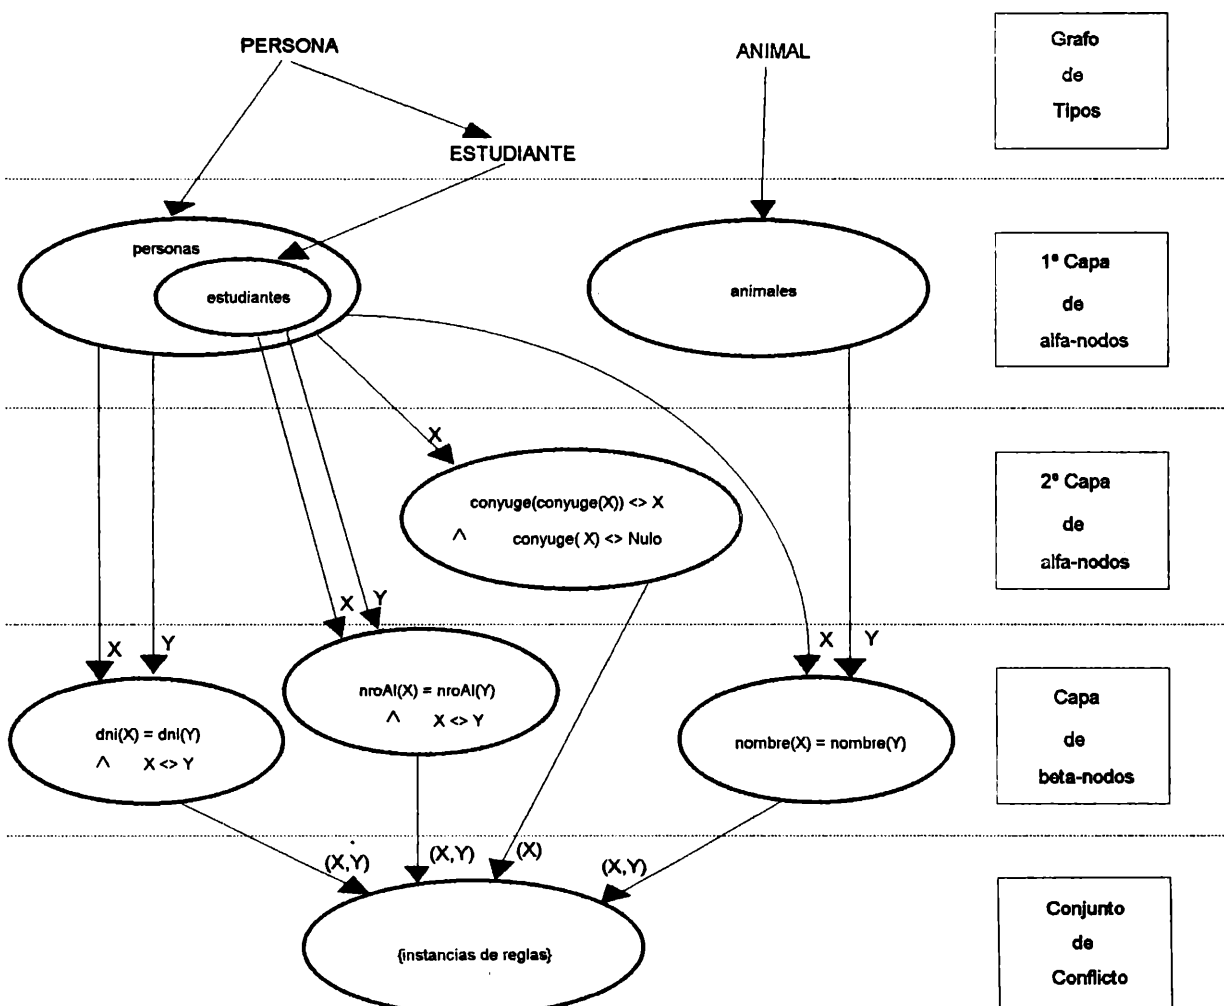 PERSONA
ANIMAL
ESTUDIANTE
Grafo
de
Tipos
personas
estudiantes
animales
1ª Capa
de
alfa-nodos
X
conyuge(conyuge(X)) <> X
^ conyuge( X) <> Nulo
2ª Capa
de
alfa-nodos
X Y
X Y
X Y
dni(X) = dni(Y)
^ X <> Y
nroAl(X) = nroAl(Y)
^ X <> Y
nombre(X) = nombre(Y)
Capa
de
beta-nodos
(X,Y)
(X,Y)
(X)
(X,Y)
{instancias de reglas}
Conjunto
de
Conflicto